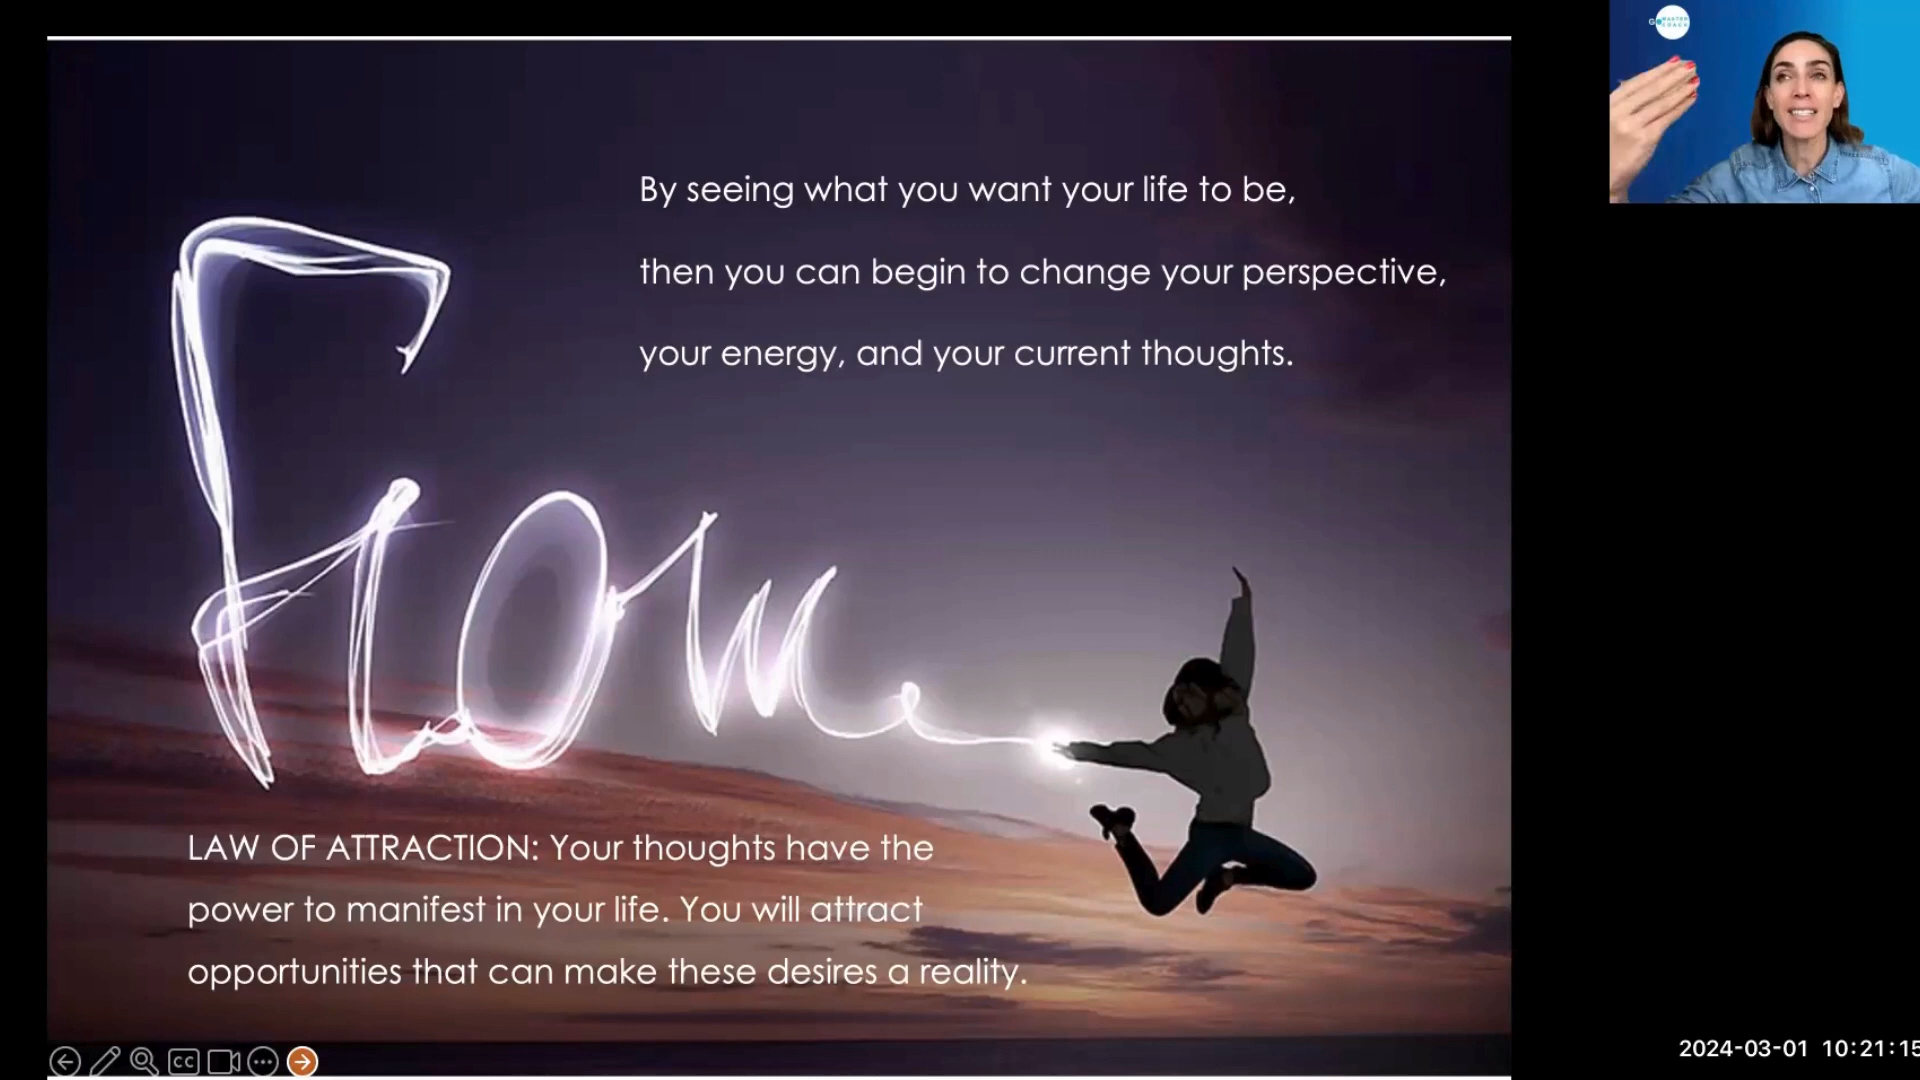 By seeing what you want your life to be,
then you can begin to change your perspective,
your energy, and your current thoughts.
Flow
LAW OF ATTRACTION: Your thoughts have the
power to manifest in your life. You will attract
opportunities that can make these desires a reality.
CC
2024-03-01 10:21:15